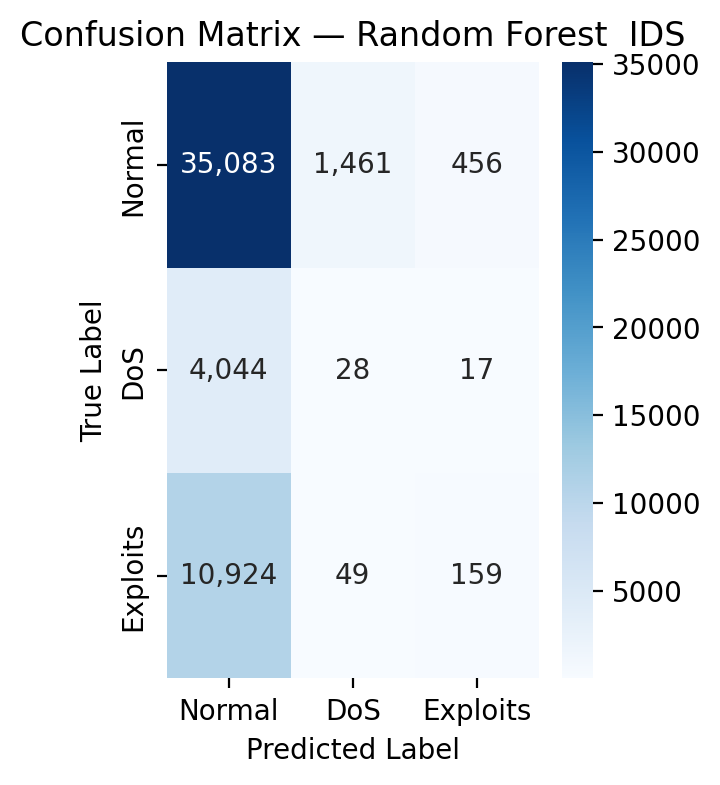 Confusion Matrix — Random Forest  IDS
Normal
35,083 1,461 456
DoS
4,044 28 17
Exploits
10,924 49 159
True Label
Normal DoS Exploits
Predicted Label
35000
30000
25000
20000
15000
10000
5000